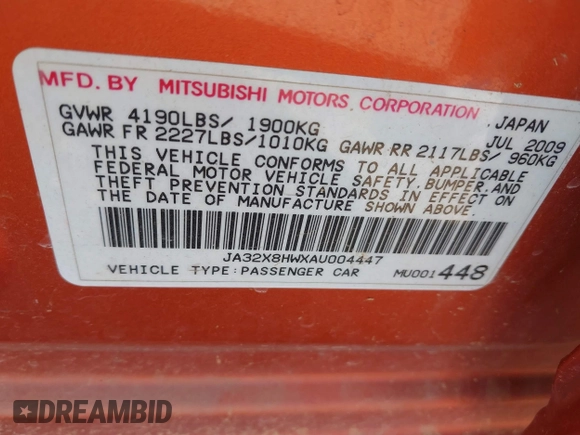 MFD. BY MITSUBISHI MOTORS CORPORATION
JAPAN
GVWR 4190LBS/ 1900KG
JUL 2009
GAWR FR 2227LBS/1010KG GAWR RR 2117LBS/ 960KG
THIS VEHICLE CONFORMS TO ALL APPLICABLE
FEDERAL MOTOR VEHICLE SAFETY, BUMPER, AND
THEFT PREVENTION STANDARDS IN EFFECT ON
THE DATE OF MANUFACTURE SHOWN ABOVE.
JA32X8HWXAU004447
VEHICLE TYPE:PASSENGER CAR MU001448
DREAMBID